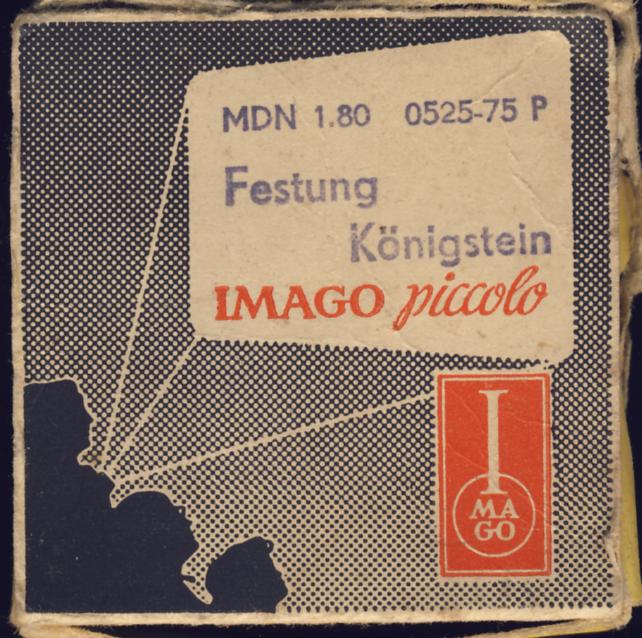 MDN 1.80 0525-75 P
Festung
Königstein
IMAGO piccolo
I
MA
GO